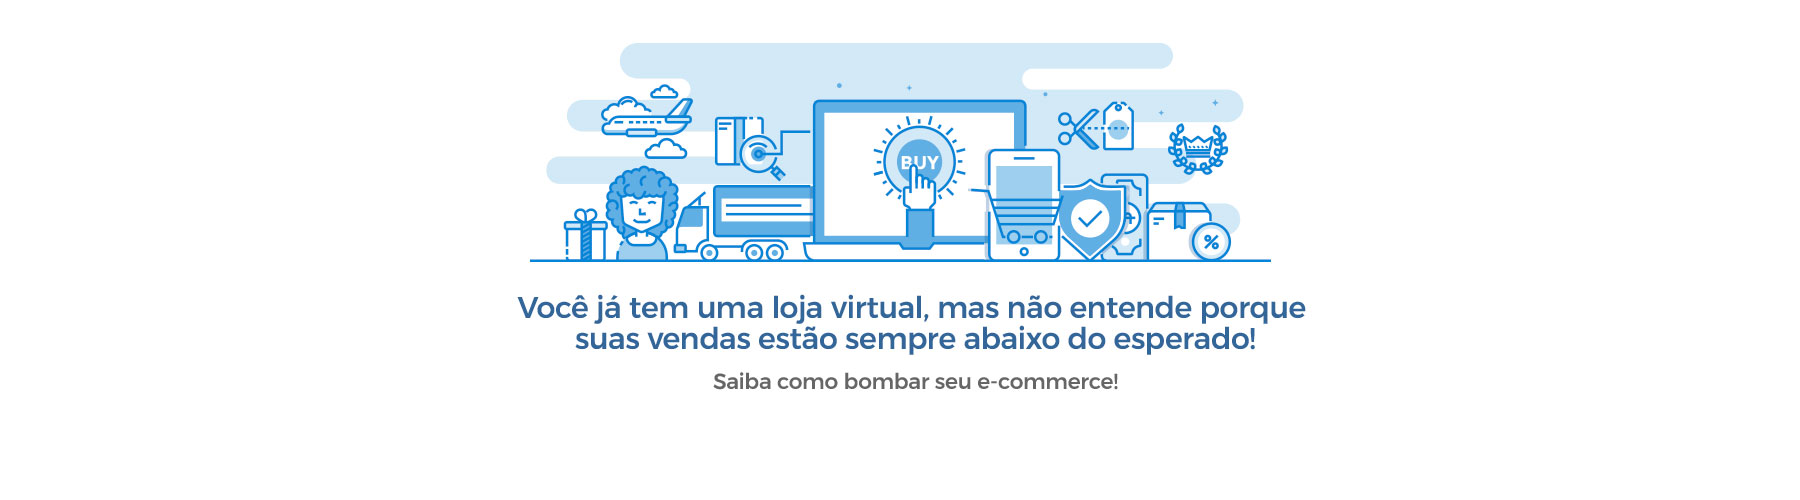 BUY
Você já tem uma loja virtual, mas não entende porque
suas vendas estão sempre abaixo do esperado!
Saiba como bombar seu e-commerce!